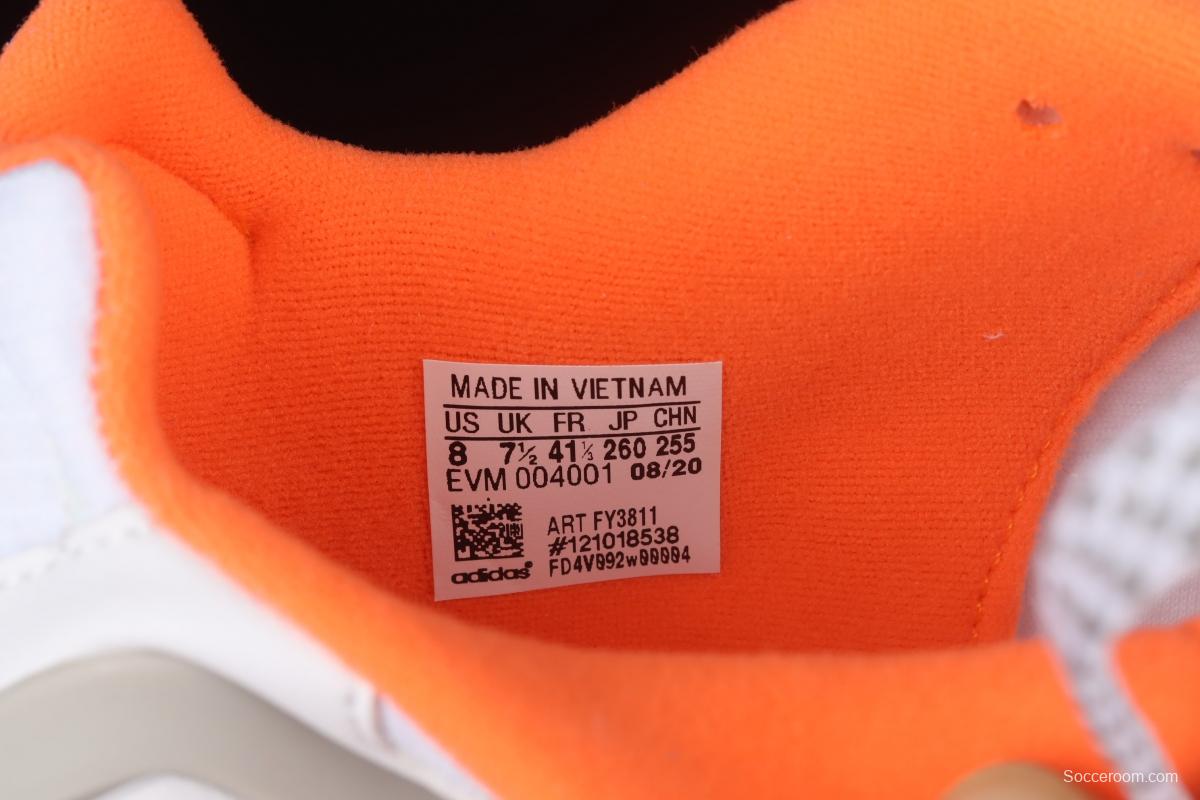 MADE IN VIETNAM
US UK FR JP CHN
8 7½ 41⅓ 260 255
EVM 004001 08/20
ART FY3811
#121018538
FD4V092w00004
adidas®
Socceroom.com